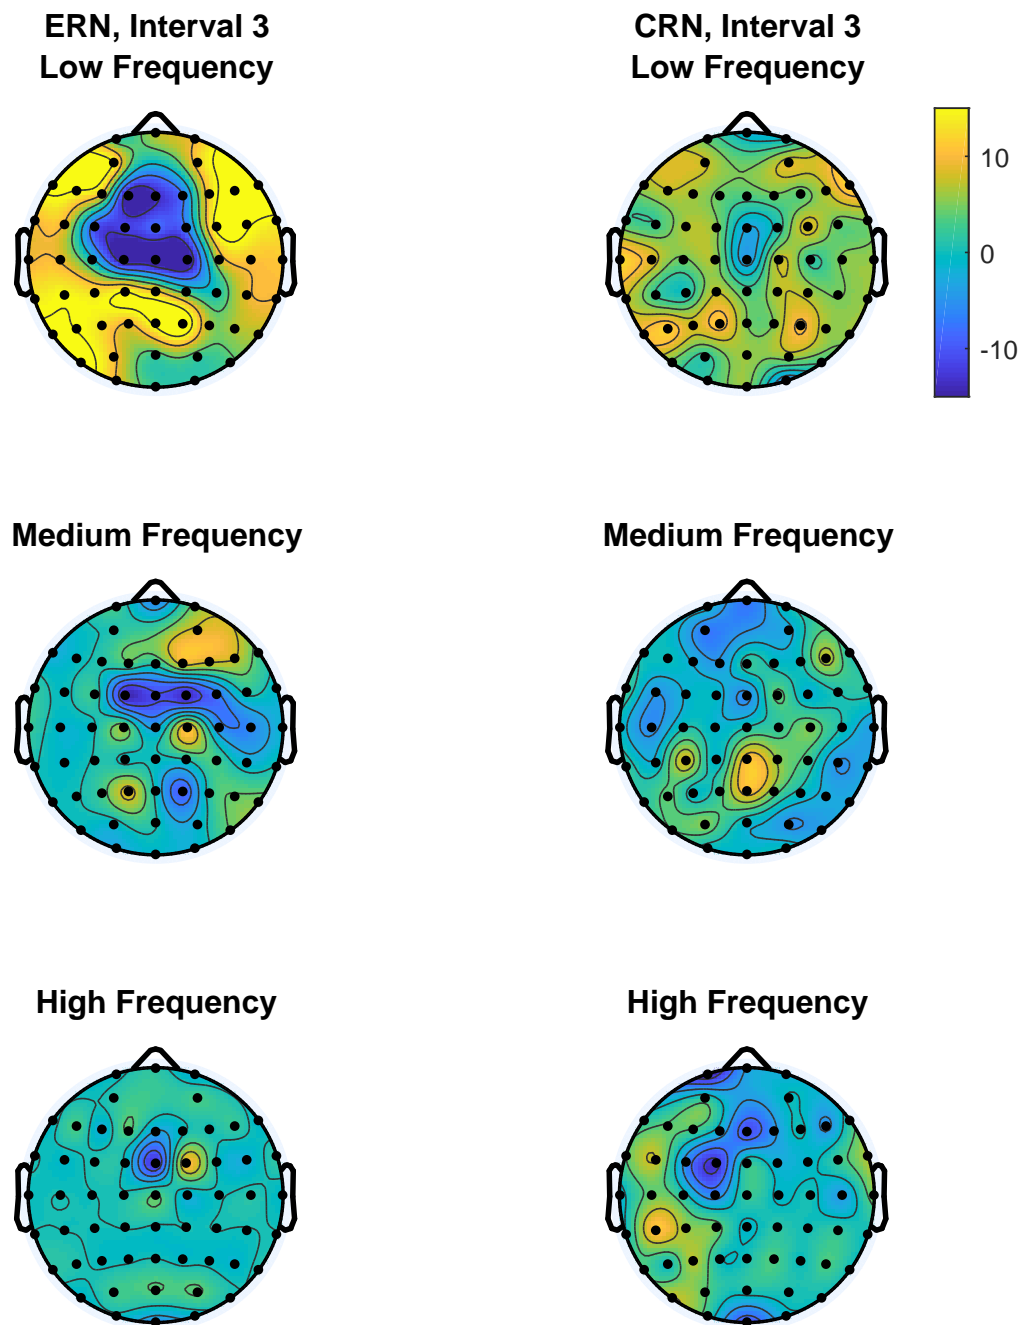 ERN, Interval 3
Low Frequency
CRN, Interval 3
Low Frequency
10
0
-10
Medium Frequency
Medium Frequency
High Frequency
High Frequency